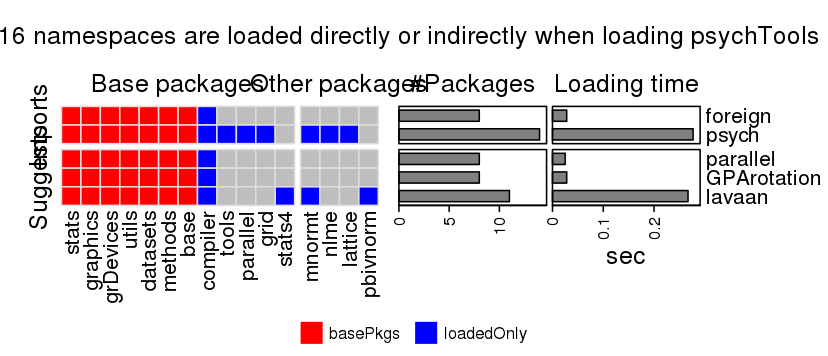 16 namespaces are loaded directly or indirectly when loading psychTools
Base packages
Other packages
#Packages
Loading time
Imports
Suggests
foreign
psych
parallel
GPArotation
lavaan
stats
graphics
grDevices
utils
datasets
methods
base
compiler
tools
parallel
grid
stats4
mnormt
nlme
lattice
pbivnorm
0
5
10
0
0.1
0.2
sec
basePkgs
loadedOnly